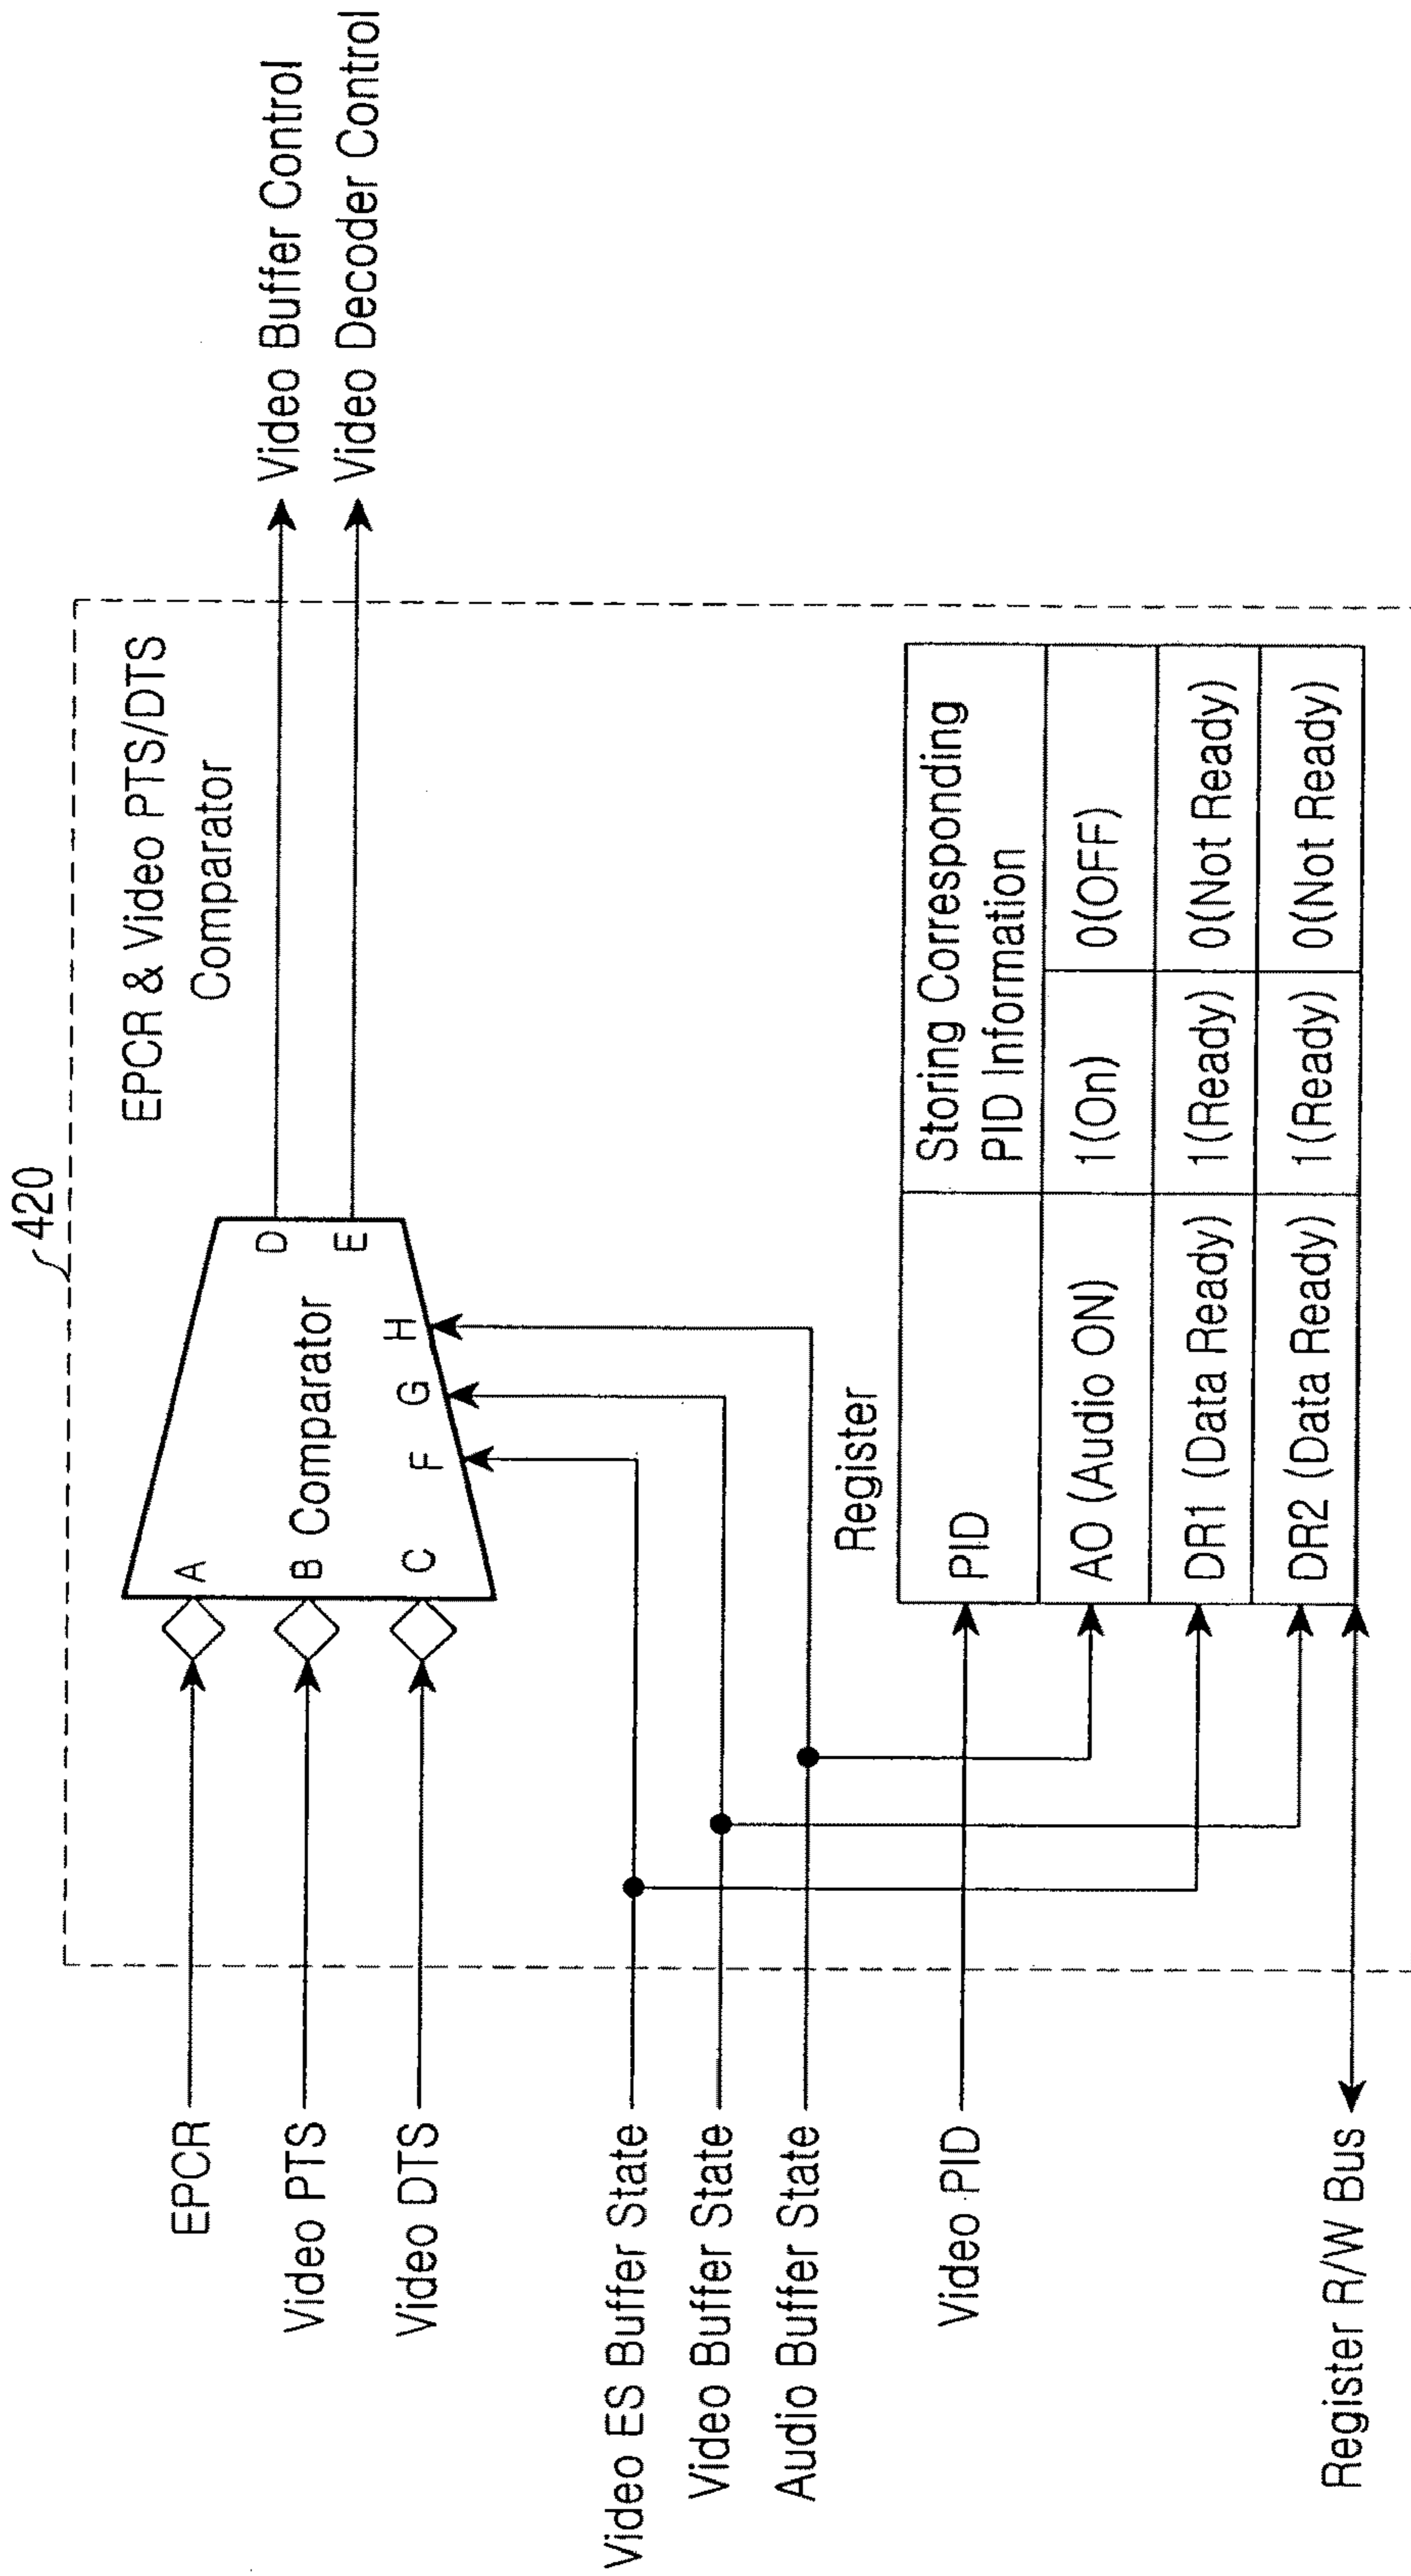 420
EPCR & Video PTS/DTS
Comparator
EPCR
Video PTS
Video DTS
A
B
C
Comparator
D
E
F
G
H
Video Buffer Control
Video Decoder Control
Video ES Buffer State
Video Buffer State
Audio Buffer State
Video PID
Register R/W Bus
Register
PID
Storing Corresponding
PID Information
AO (Audio ON) 1(On) 0(OFF)
DR1 (Data Ready) 1(Ready) 0(Not Ready)
DR2 (Data Ready) 1(Ready) 0(Not Ready)